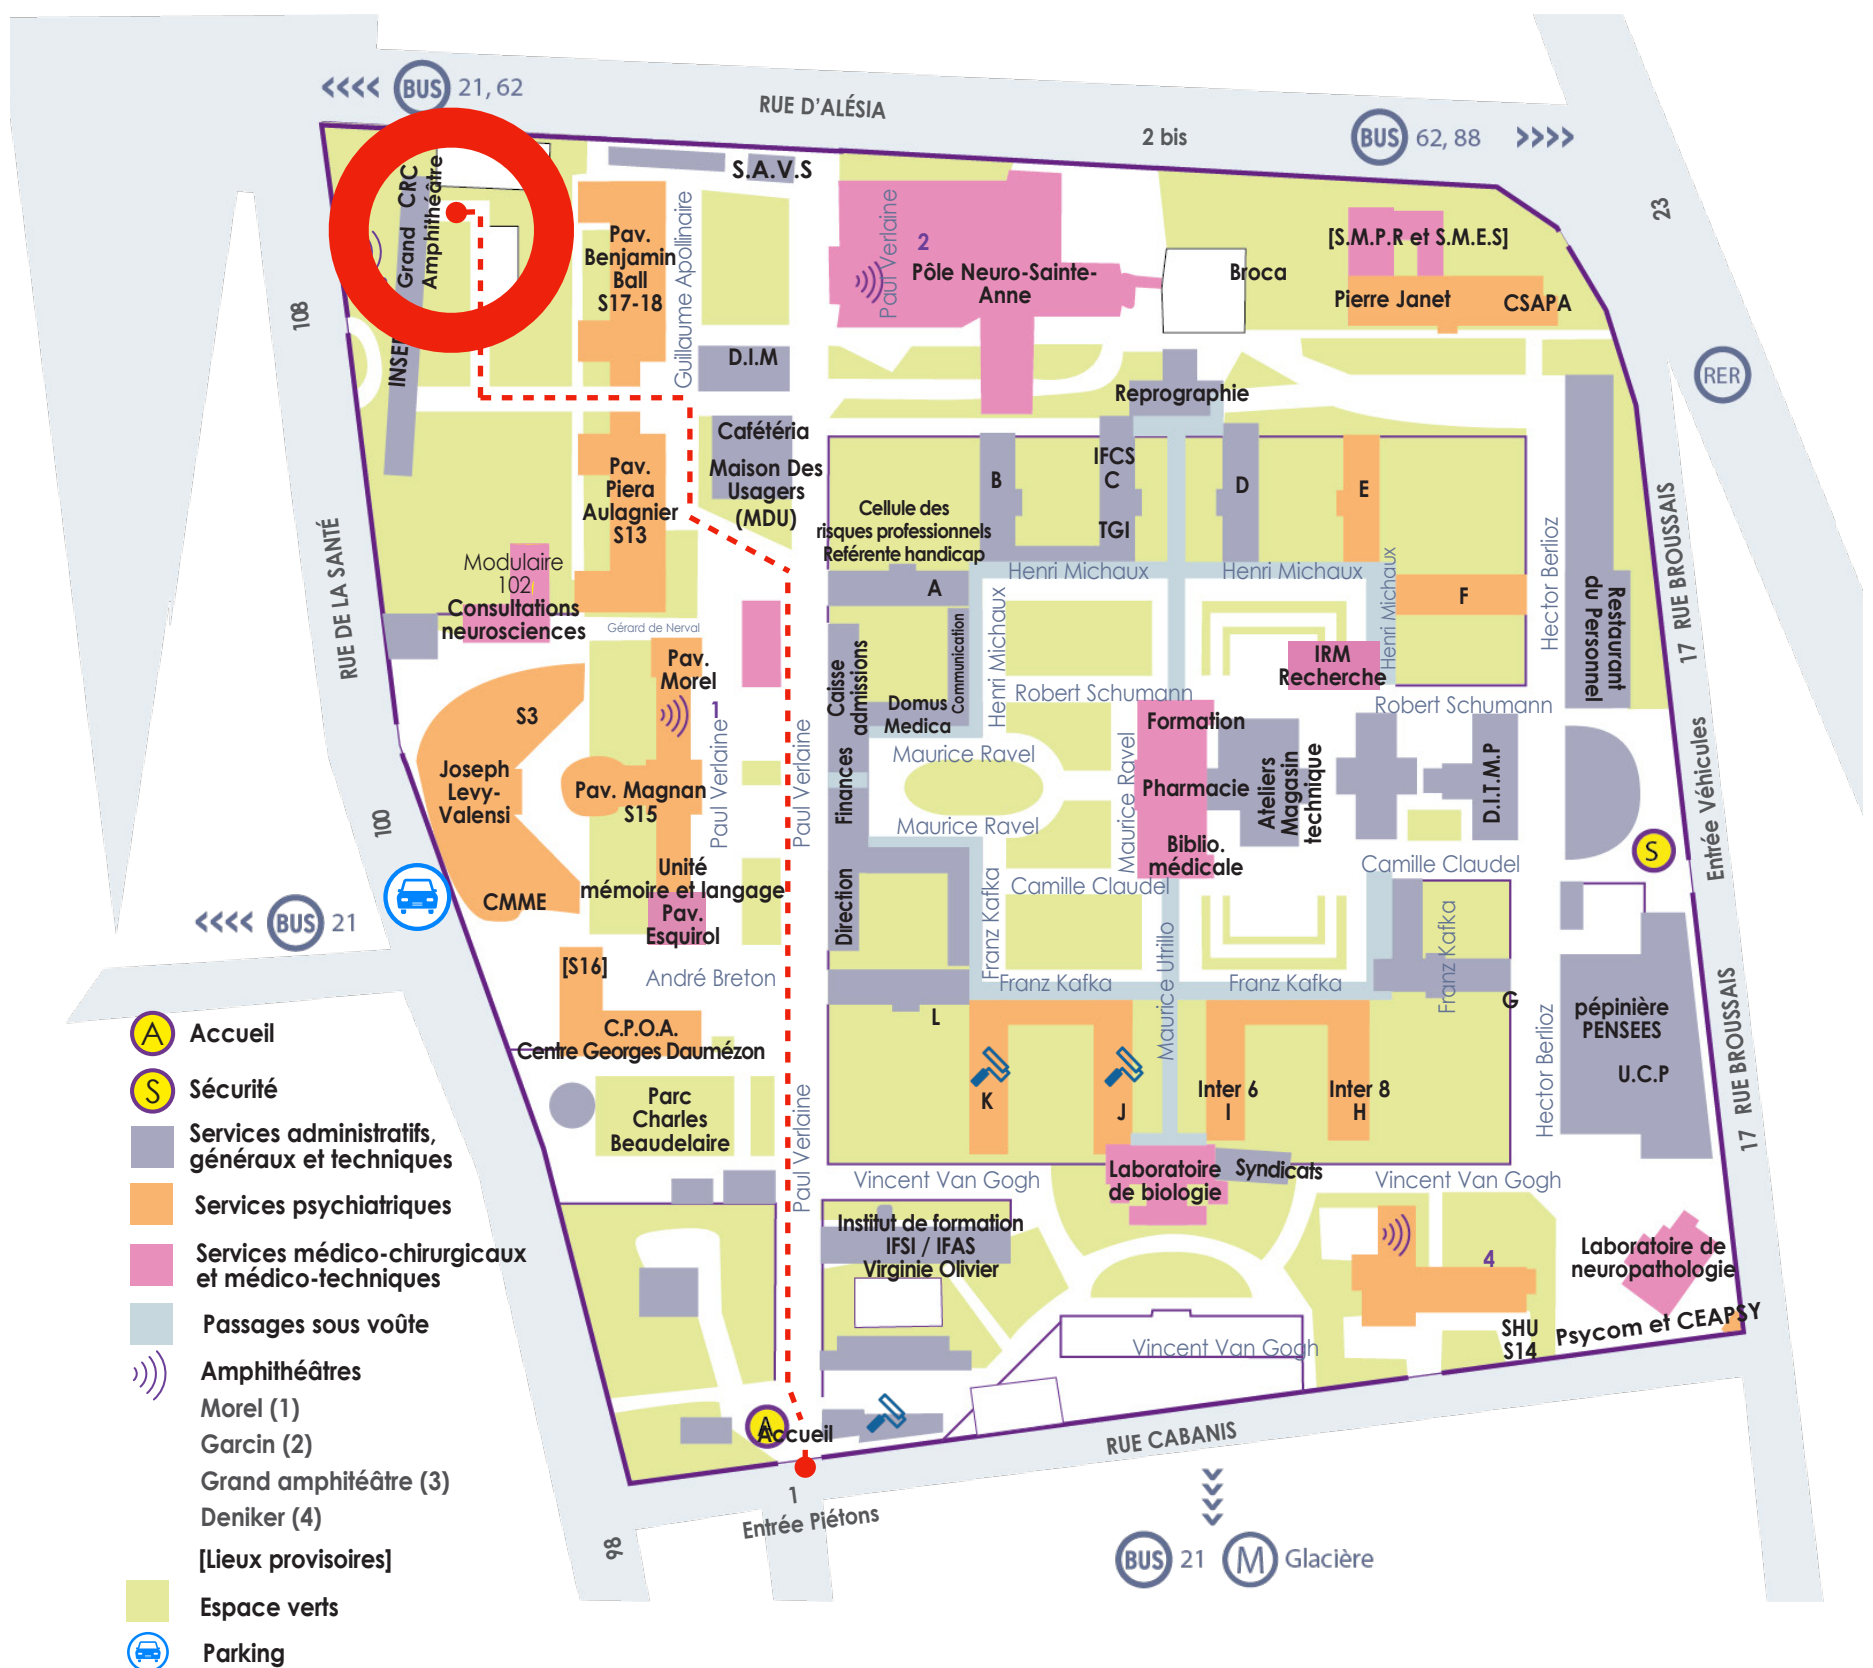 BUS 21, 62
RUE D'ALÉSIA
2 bis
BUS 62, 88
23
RER
108
CRC
Grand
Amphithéâtre
S.A.V.S
Pav.
Benjamin
Ball
S17-18
Guillaume Apollinaire
Paul Verlaine
2
Pôle Neuro-Sainte-
Anne
Broca
[S.M.P.R et S.M.E.S]
Pierre Janet
CSAPA
D.I.M
Reprographie
Cafétéria
Maison Des
Usagers
(MDU)
Pav.
Piera
Aulagnier
S13
Cellule des
risques professionnels
Reférente handicap
B
IFCS
C
TGI
D
E
Henri Michaux
Henri Michaux
Henri Michaux
Henri Michaux
A
F
Hector Berlioz
Restaurant
du Personnel
17 RUE BROUSSAIS
RUE DE LA SANTÉ
Modulaire
102
Consultations
neurosciences
Gérard de Nerval
Pav.
Morel
1
Caisse
admissions
Communication
Domus
Medica
IRM
Recherche
Robert Schumann
Robert Schumann
S3
Joseph
Levy-
Valensi
CMME
Pav. Magnan
S15
Paul Verlaine
Paul Verlaine
Finances
Maurice Ravel
Maurice Ravel
Maurice Ravel
Formation
Pharmacie
Biblio.
médicale
Ateliers
Magasin
technique
D.I.T.M.P
Entrée Véhicules
S
100
BUS 21
Unité
mémoire et langage
Pav.
Esquirol
Direction
Franz Kafka
Camille Claudel
Camille Claudel
Maurice Utrillo
Franz Kafka
Franz Kafka
Franz Kafka
[S16]
André Breton
C.P.O.A.
Centre Georges Daumézon
L
G
Hector Berlioz
pépinière
PENSEES
U.C.P
17 RUE BROUSSAIS
Parc
Charles
Beaudelaire
Paul Verlaine
K
J
Inter 6
I
Inter 8
H
Vincent Van Gogh
Laboratoire
de biologie
Syndicats
Vincent Van Gogh
Institut de formation
IFSI / IFAS
Virginie Olivier
4
Laboratoire de
neuropathologie
SHU
S14
Psycom et CEAPSY
Vincent Van Gogh
A
Accueil
RUE CABANIS
1
Entrée Piétons
98
BUS 21 M Glacière
A Accueil
S Sécurité
Services administratifs,
généraux et techniques
Services psychiatriques
Services médico-chirurgicaux
et médico-techniques
Passages sous voûte
Amphithéâtres
Morel (1)
Garcin (2)
Grand amphitéâtre (3)
Deniker (4)
[Lieux provisoires]
Espace verts
Parking